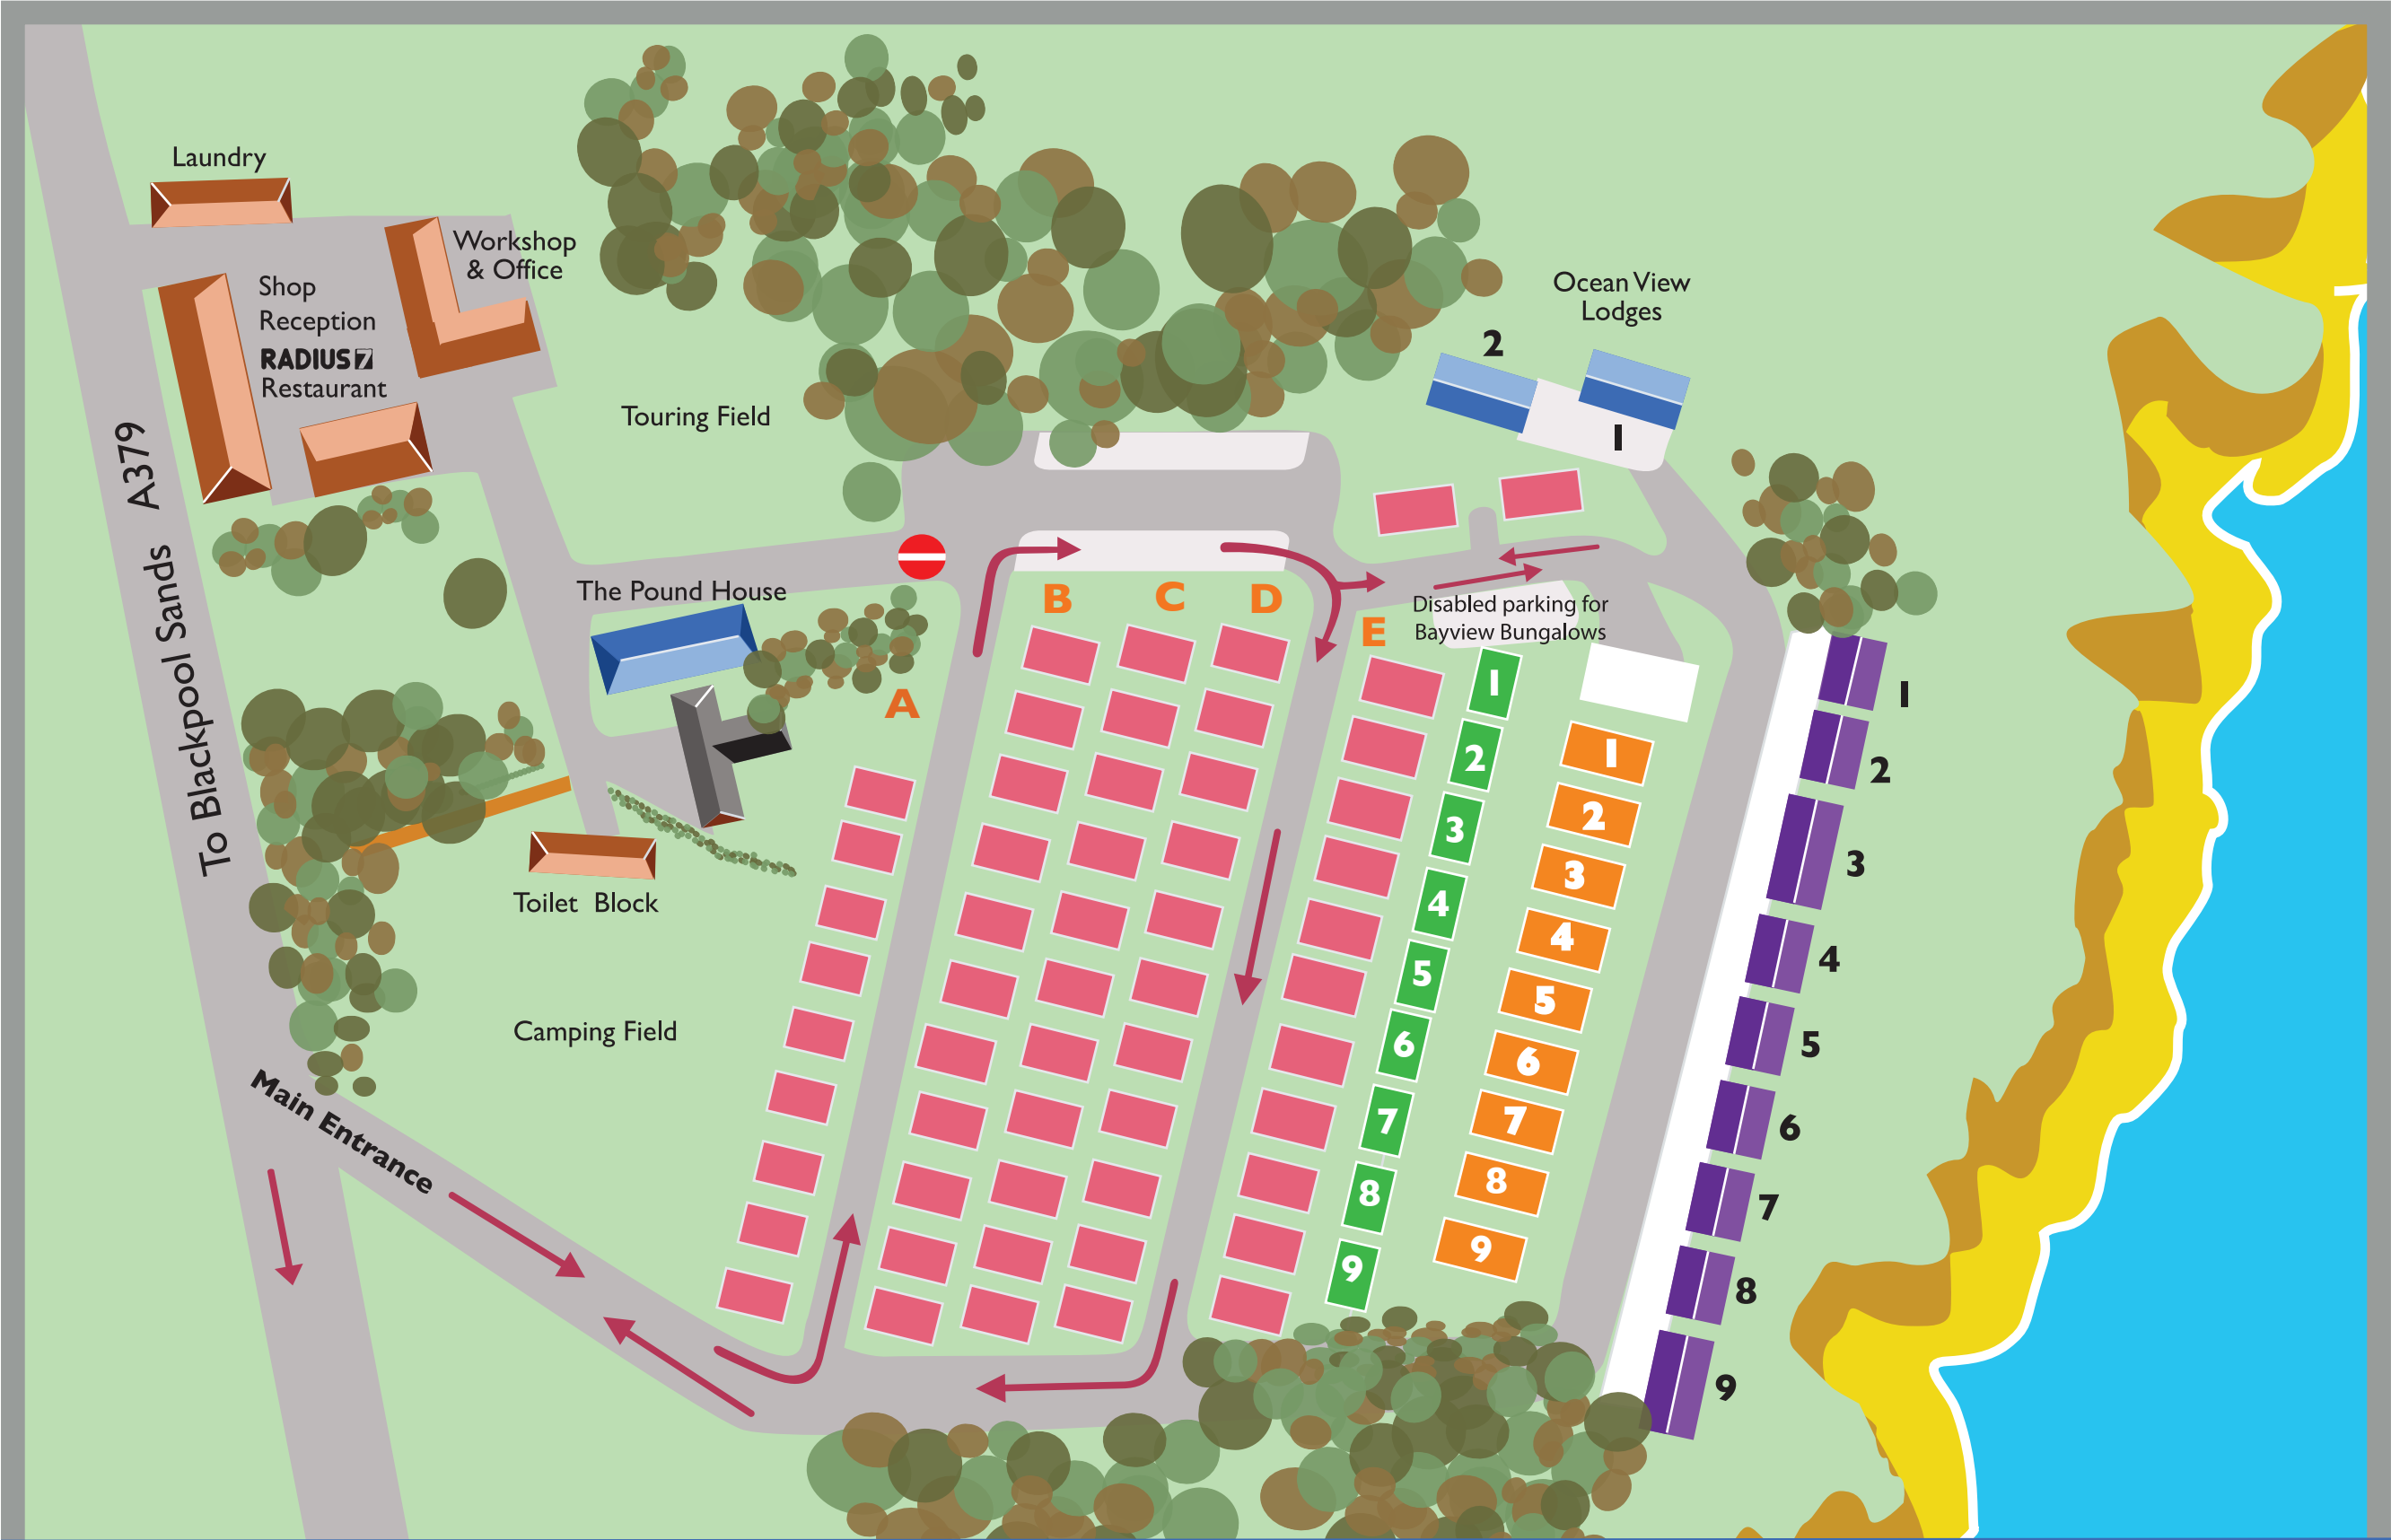 Laundry
Workshop
& Office
Shop
Reception
RADIUS 7
Restaurant
A379
To Blackpool Sands
Touring Field
Ocean View
Lodges
2
1
The Pound House
Disabled parking for
Bayview Bungalows
A
B
C
D
E
Toilet Block
Camping Field
Main Entrance
1
2
3
4
5
6
7
8
9
1
2
3
4
5
6
7
8
9
1
2
3
4
5
6
7
8
9